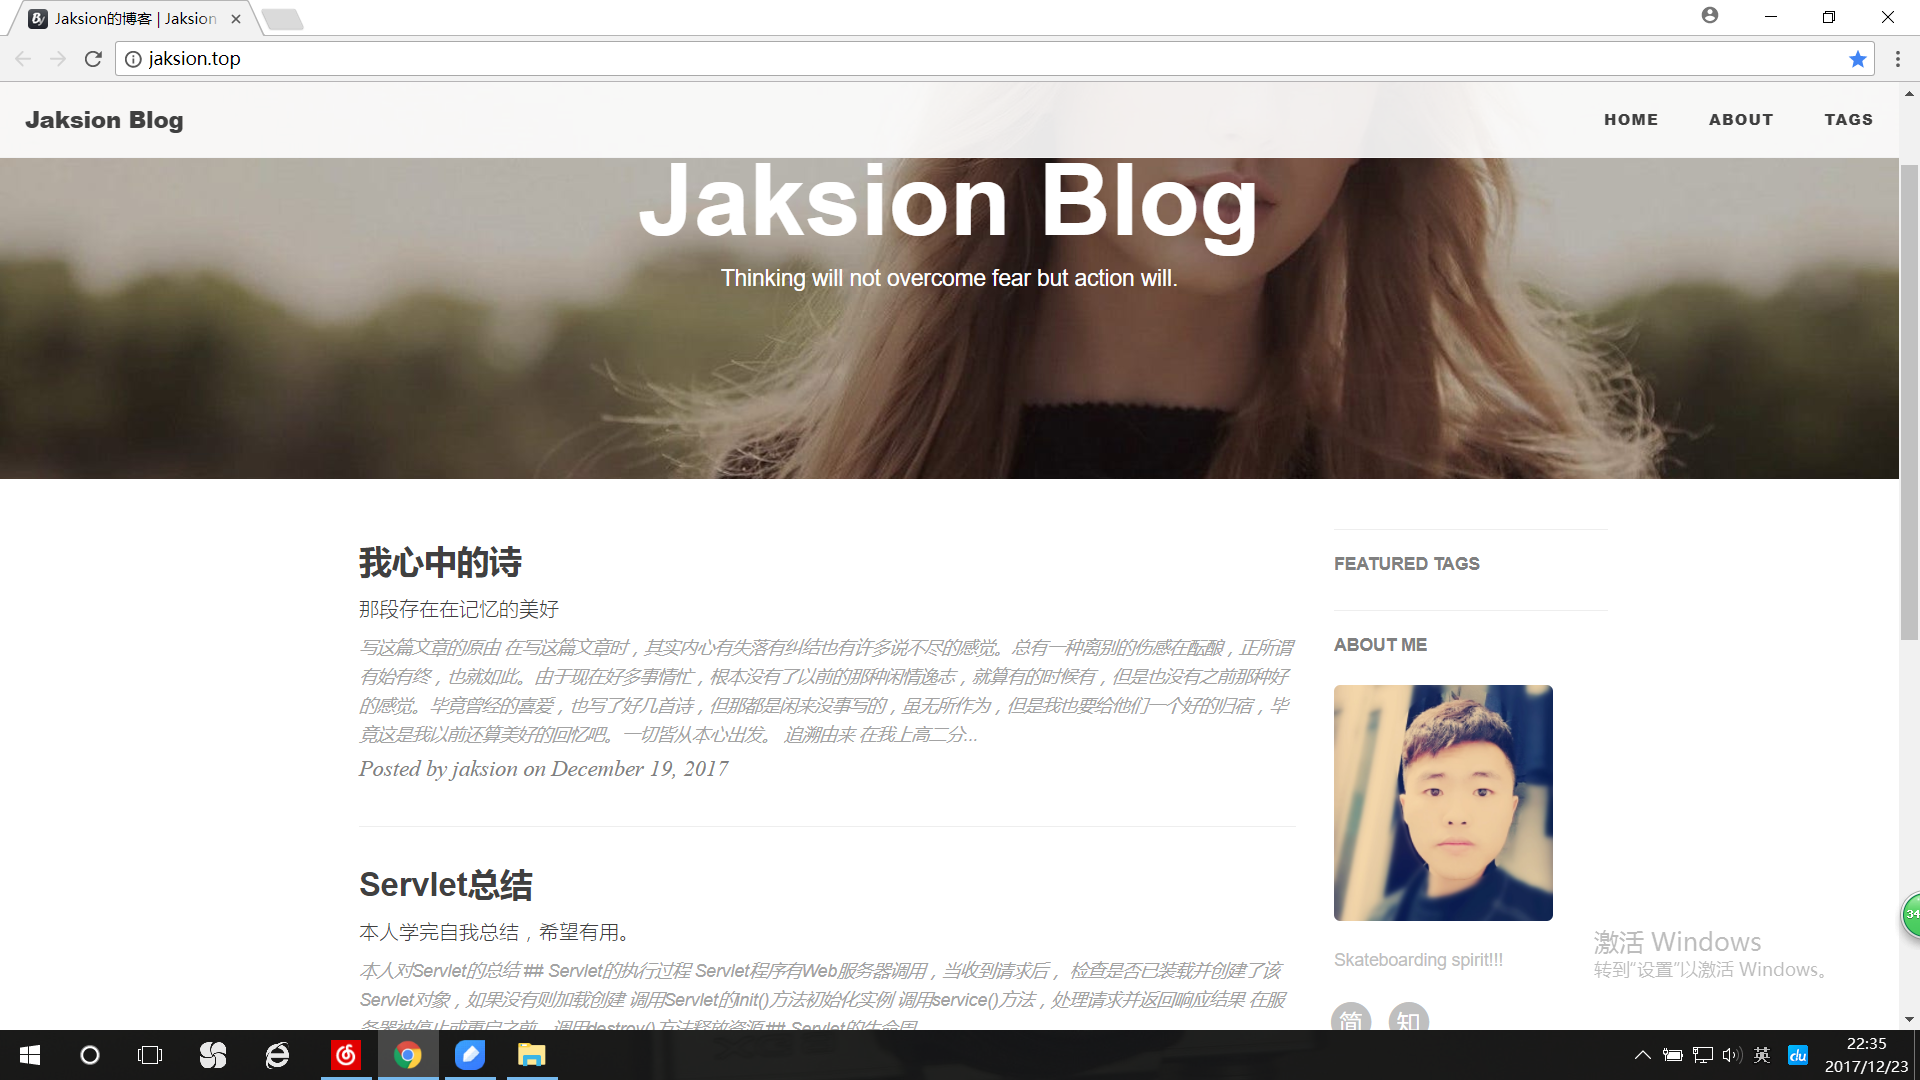 Jaksion的博客 | Jaksion
jaksion.top
Jaksion Blog
HOME ABOUT TAGS
Jaksion Blog
Thinking will not overcome fear but action will.
我心中的诗
那段存在在记忆的美好
写这篇文章的原由 在写这篇文章时，其实内心有失落有纠结也有许多说不尽的感觉。总有一种离别的伤感在酝酿，正所谓
有始有终，也就如此。由于现在好多事情忙，根本没有了以前的那种闲情逸志，就算有的时候有，但是也没有之前那种好
的感觉。毕竟曾经的喜爱，也写了好几首诗，但那都是闲来没事写的，虽无所作为，但是我也要给他们一个好的归宿，毕
竟这是我以前还算美好的回忆吧。一切皆从本心出发。 追溯由来 在我上高二分...
Posted by jaksion on December 19, 2017
Servlet总结
本人学完自我总结，希望有用。
本人对Servlet的总结 ## Servlet的执行过程 Servlet程序有Web服务器调用，当收到请求后， 检查是否已装载并创建了该
Servlet对象，如果没有则加载创建 调用Servlet的init()方法初始化实例 调用service()方法，处理请求并返回响应结果 在服
务器被停止或重启之前，调用destroy()方法释放资源 ## Servlet的生命周
FEATURED TAGS
ABOUT ME
Skateboarding spirit!!!
简 知
激活 Windows
转到“设置”以激活 Windows。
34
英
du
22:35
2017/12/23